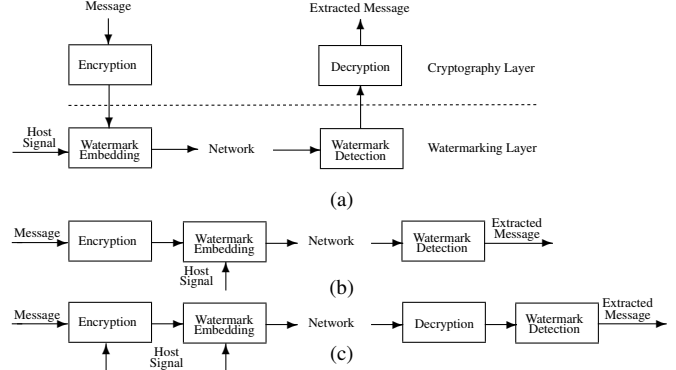 Message
Extracted Message
Encryption
Decryption
Cryptography Layer
Host
Signal
Watermark
Embedding
Network
Watermark
Detection
Watermarking Layer
(a)
Message
Encryption
Watermark
Embedding
Network
Watermark
Detection
Extracted
Message
Host
Signal
(b)
Message
Encryption
Watermark
Embedding
Network
Decryption
Watermark
Detection
Extracted
Message
Host
Signal
(c)